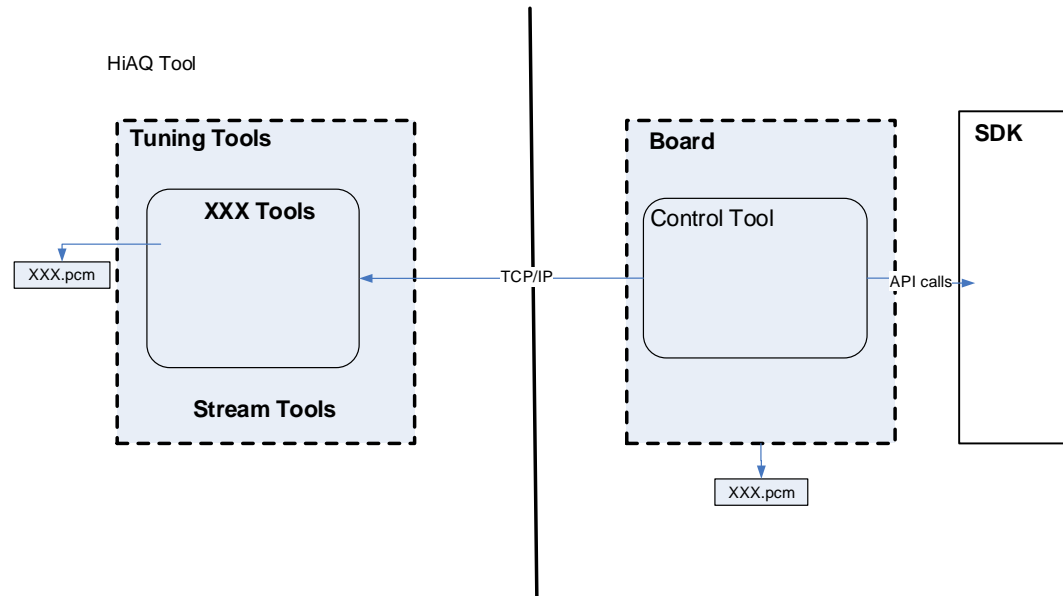 HiAQ Tool
Tuning Tools
XXX Tools
XXX.pcm
Stream Tools
TCP/IP
Board
Control Tool
API calls
XXX.pcm
SDK